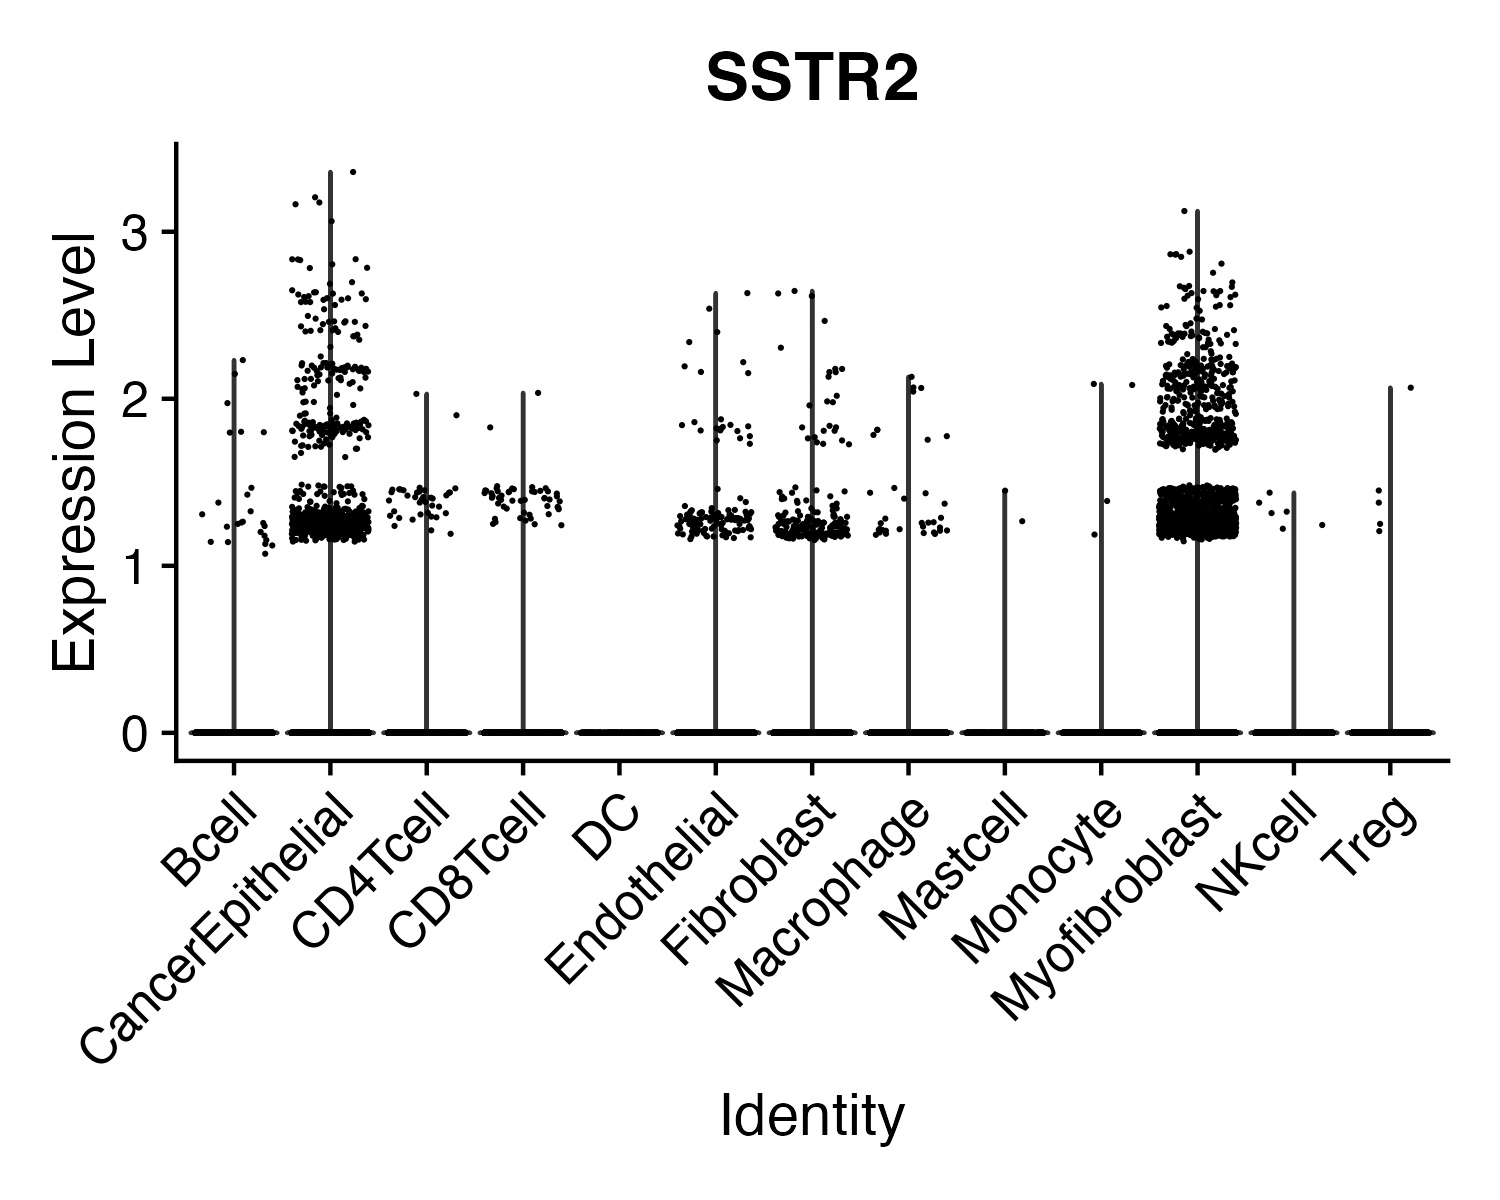 SSTR2
Expression Level
3
2
1
0
Bcell
CancerEpithelial
CD4Tcell
CD8Tcell
DC
Endothelial
Fibroblast
Macrophage
Mastcell
Monocyte
Myofibroblast
NKcell
Treg
Identity